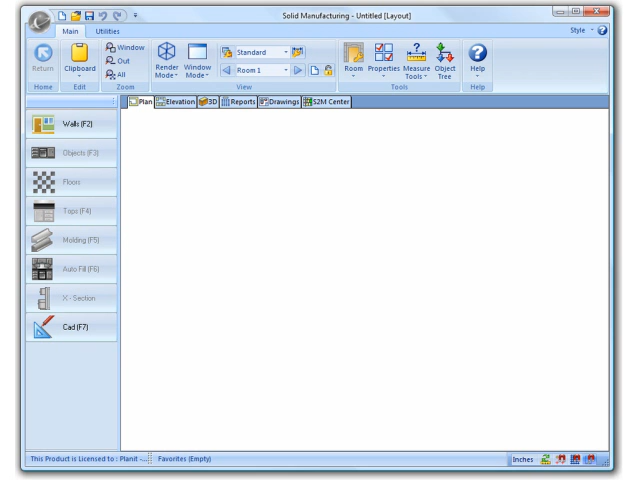 Solid Manufacturing - Untitled [Layout]
Main Utilities Style
Return Clipboard Window Out All Render Mode Window Mode Standard Room 1 Room Properties Measure Tools Object Tree Help
Home Edit Zoom View Tools Help
Plan Elevation 3D Reports Drawings S2M Center
Walls (F2)
Objects (F3)
Floors
Tops (F4)
Molding (F5)
Auto Fill (F6)
X - Section
Cad (F7)
This Product is Licensed to : Planit -... Favorites (Empty) Inches